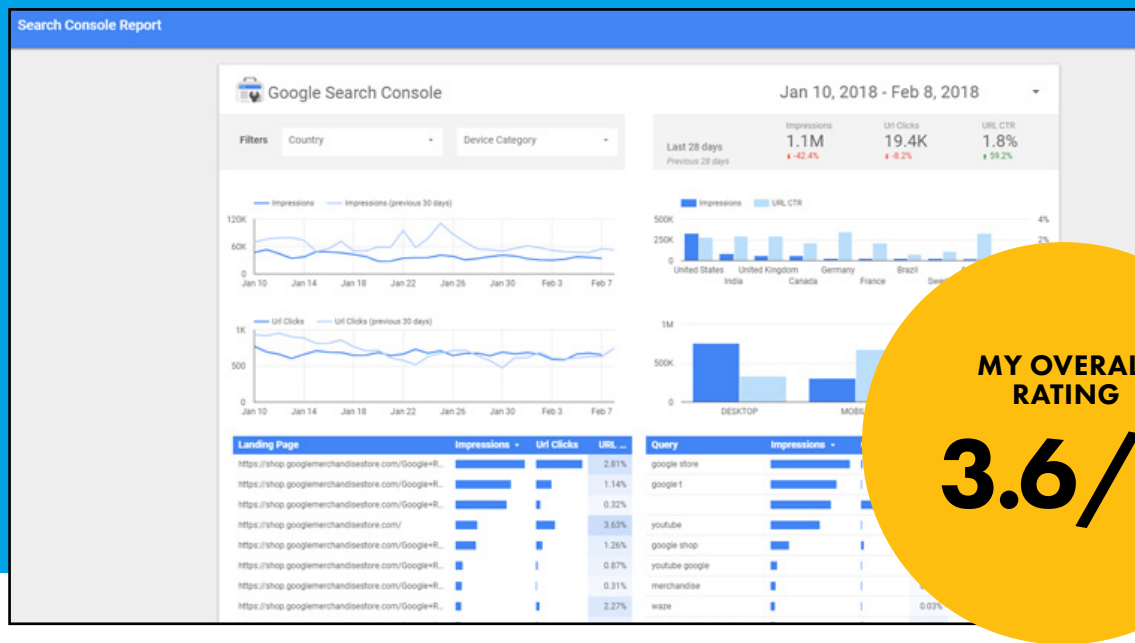 Search Console Report
Google Search Console
Jan 10, 2018 - Feb 8, 2018
Filters
Country
Device Category
Last 28 days
Previous 28 days
Impressions
1.1M
-42.4%
Url Clicks
19.4K
-8.2%
URL CTR
1.8%
59.2%
Impressions Impressions (previous 30 days)
120K
60K
0
Jan 10 Jan 14 Jan 18 Jan 22 Jan 26 Jan 30 Feb 3 Feb 7
Impressions URL CTR
500K 4%
250K 2%
0
United States United Kingdom Germany Brazil
India Canada France
Url Clicks Url Clicks (previous 30 days)
1K
500
0
Jan 10 Jan 14 Jan 18 Jan 22 Jan 26 Jan 30 Feb 3 Feb 7
1M
500K
0
DESKTOP
MY OVERAL
RATING
3.6/
Landing Page Impressions Url Clicks URL ...
https://shop.googlemerchandisestore.com/Google+R... 2.81%
https://shop.googlemerchandisestore.com/Google+R... 1.14%
https://shop.googlemerchandisestore.com/Google+R... 0.32%
https://shop.googlemerchandisestore.com/ 3.63%
https://shop.googlemerchandisestore.com/Google+R... 1.26%
https://shop.googlemerchandisestore.com/Google+R... 0.87%
https://shop.googlemerchandisestore.com/Google+R... 0.31%
https://shop.googlemerchandisestore.com/Google+R... 2.27%
Query Impressions
google store
google t
youtube
google shop
youtube google
merchandise
waze 0.03%